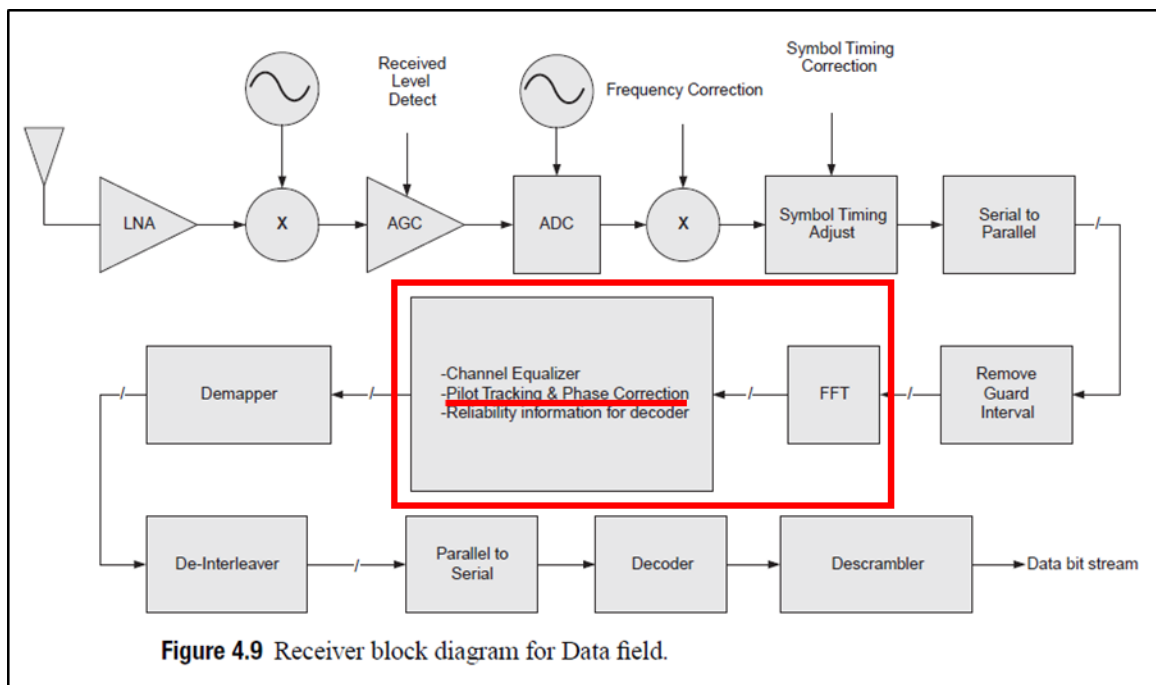 Symbol Timing
Correction
Received
Level
Detect
Frequency Correction
LNA
X
AGC
ADC
X
Symbol Timing
Adjust
Serial to
Parallel
Demapper
-Channel Equalizer
-Pilot Tracking & Phase Correction
-Reliability information for decoder
FFT
Remove
Guard
Interval
De-Interleaver
Parallel to
Serial
Decoder
Descrambler
Data bit stream
Figure 4.9 Receiver block diagram for Data field.